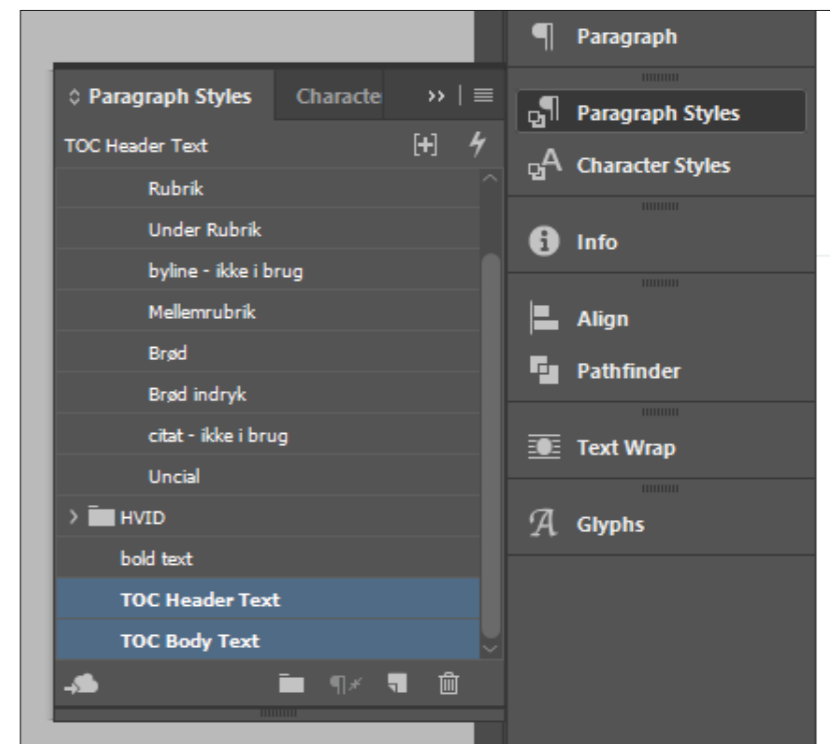 Paragraph Styles
Characte
TOC Header Text
Rubrik
Under Rubrik
byline - ikke i brug
Mellemrubrik
Brød
Brød indryk
citat - ikke i brug
Uncial
HVID
bold text
TOC Header Text
TOC Body Text
Paragraph
Paragraph Styles
Character Styles
Info
Align
Pathfinder
Text Wrap
Glyphs